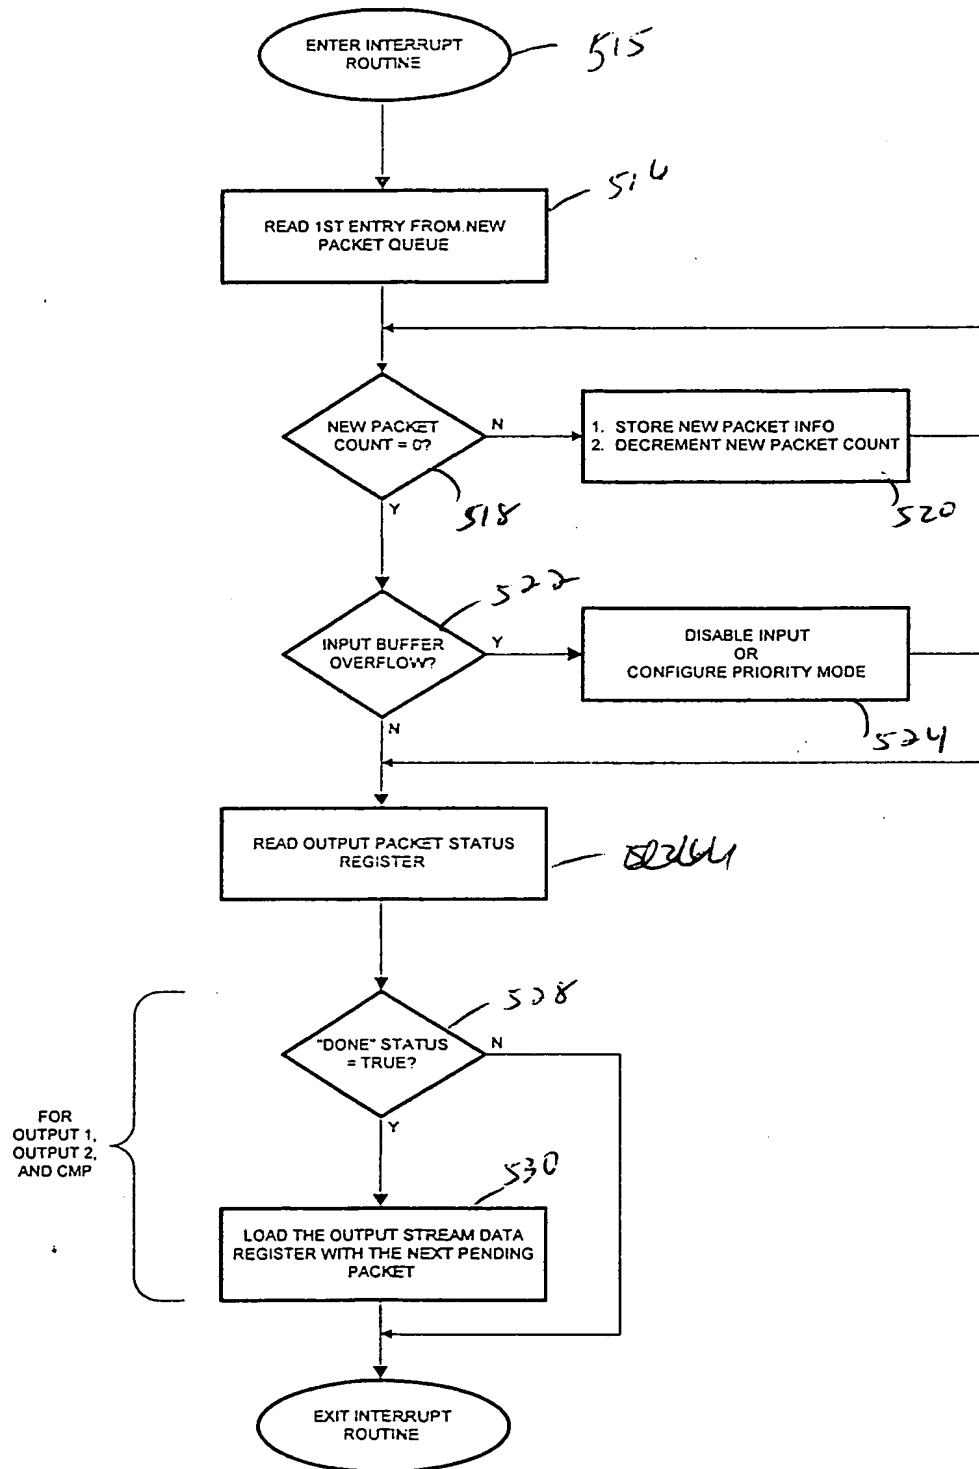 ENTER INTERRUPT
ROUTINE
515
READ 1ST ENTRY FROM NEW
PACKET QUEUE
516
NEW PACKET
COUNT = 0?
N
Y
518
1. STORE NEW PACKET INFO
2. DECREMENT NEW PACKET COUNT
520
INPUT BUFFER
OVERFLOW?
522
Y
N
DISABLE INPUT
OR
CONFIGURE PRIORITY MODE
524
READ OUTPUT PACKET STATUS
REGISTER
"DONE" STATUS
= TRUE?
528
N
Y
FOR
OUTPUT 1,
OUTPUT 2,
AND CMP
530
LOAD THE OUTPUT STREAM DATA
REGISTER WITH THE NEXT PENDING
PACKET
EXIT INTERRUPT
ROUTINE